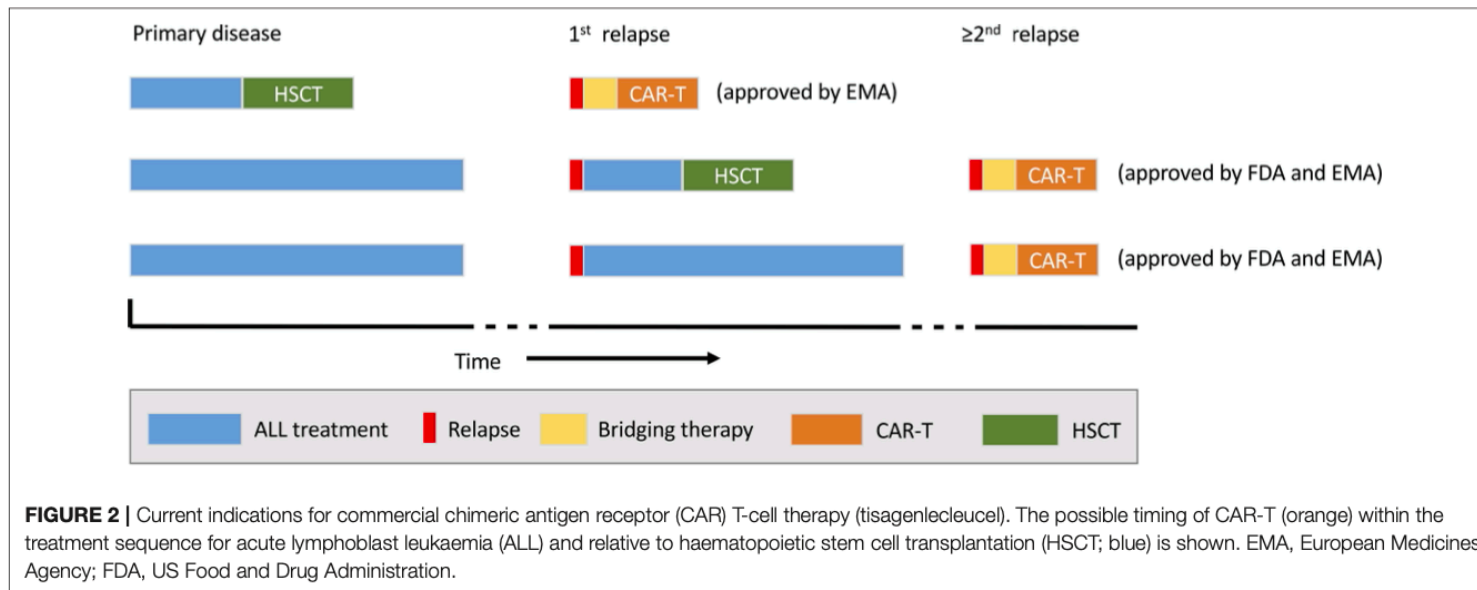 Primary disease 1st relapse ≥2nd relapse
HSCT CAR-T (approved by EMA)
HSCT CAR-T (approved by FDA and EMA)
CAR-T (approved by FDA and EMA)
Time
ALL treatment Relapse Bridging therapy CAR-T HSCT
FIGURE 2 | Current indications for commercial chimeric antigen receptor (CAR) T-cell therapy (tisagenlecleucel). The possible timing of CAR-T (orange) within the
treatment sequence for acute lymphoblast leukaemia (ALL) and relative to haematopoietic stem cell transplantation (HSCT; blue) is shown. EMA, European Medicines
Agency; FDA, US Food and Drug Administration.